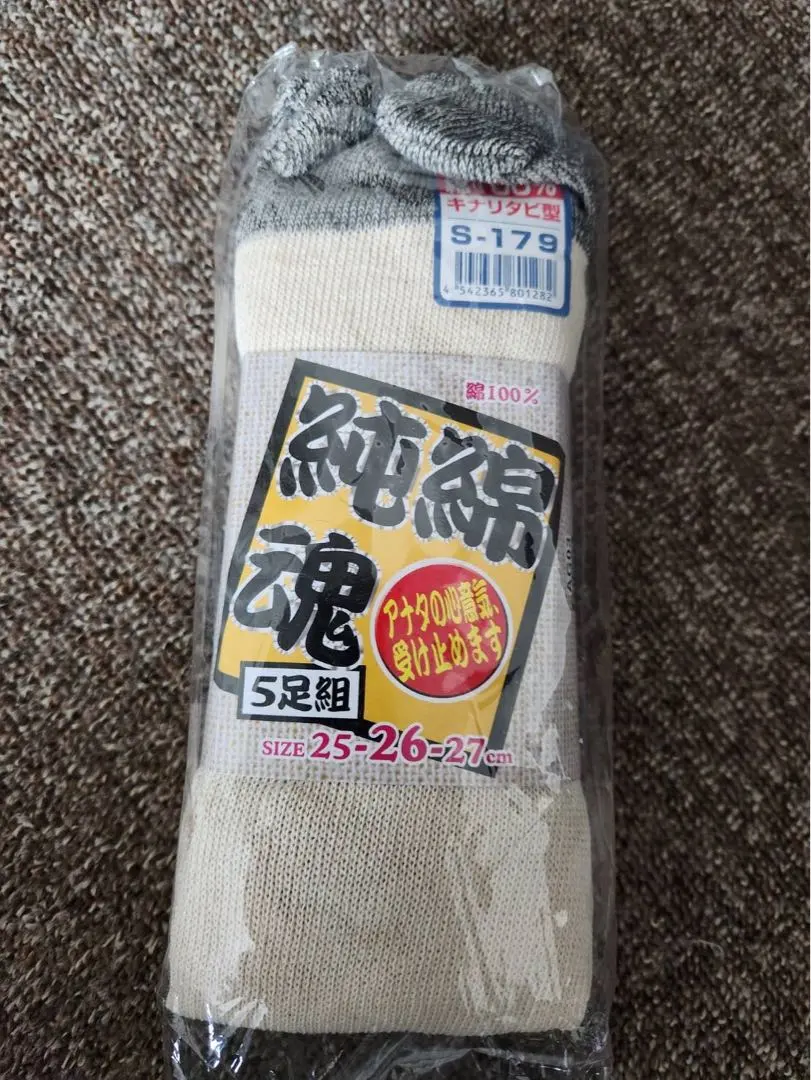 キナリタビ型
S-179
4 542365 801282
綿100%
純綿
魂
アナタの心意気、
受け止めます
5足組
SIZE 25-26-27cm